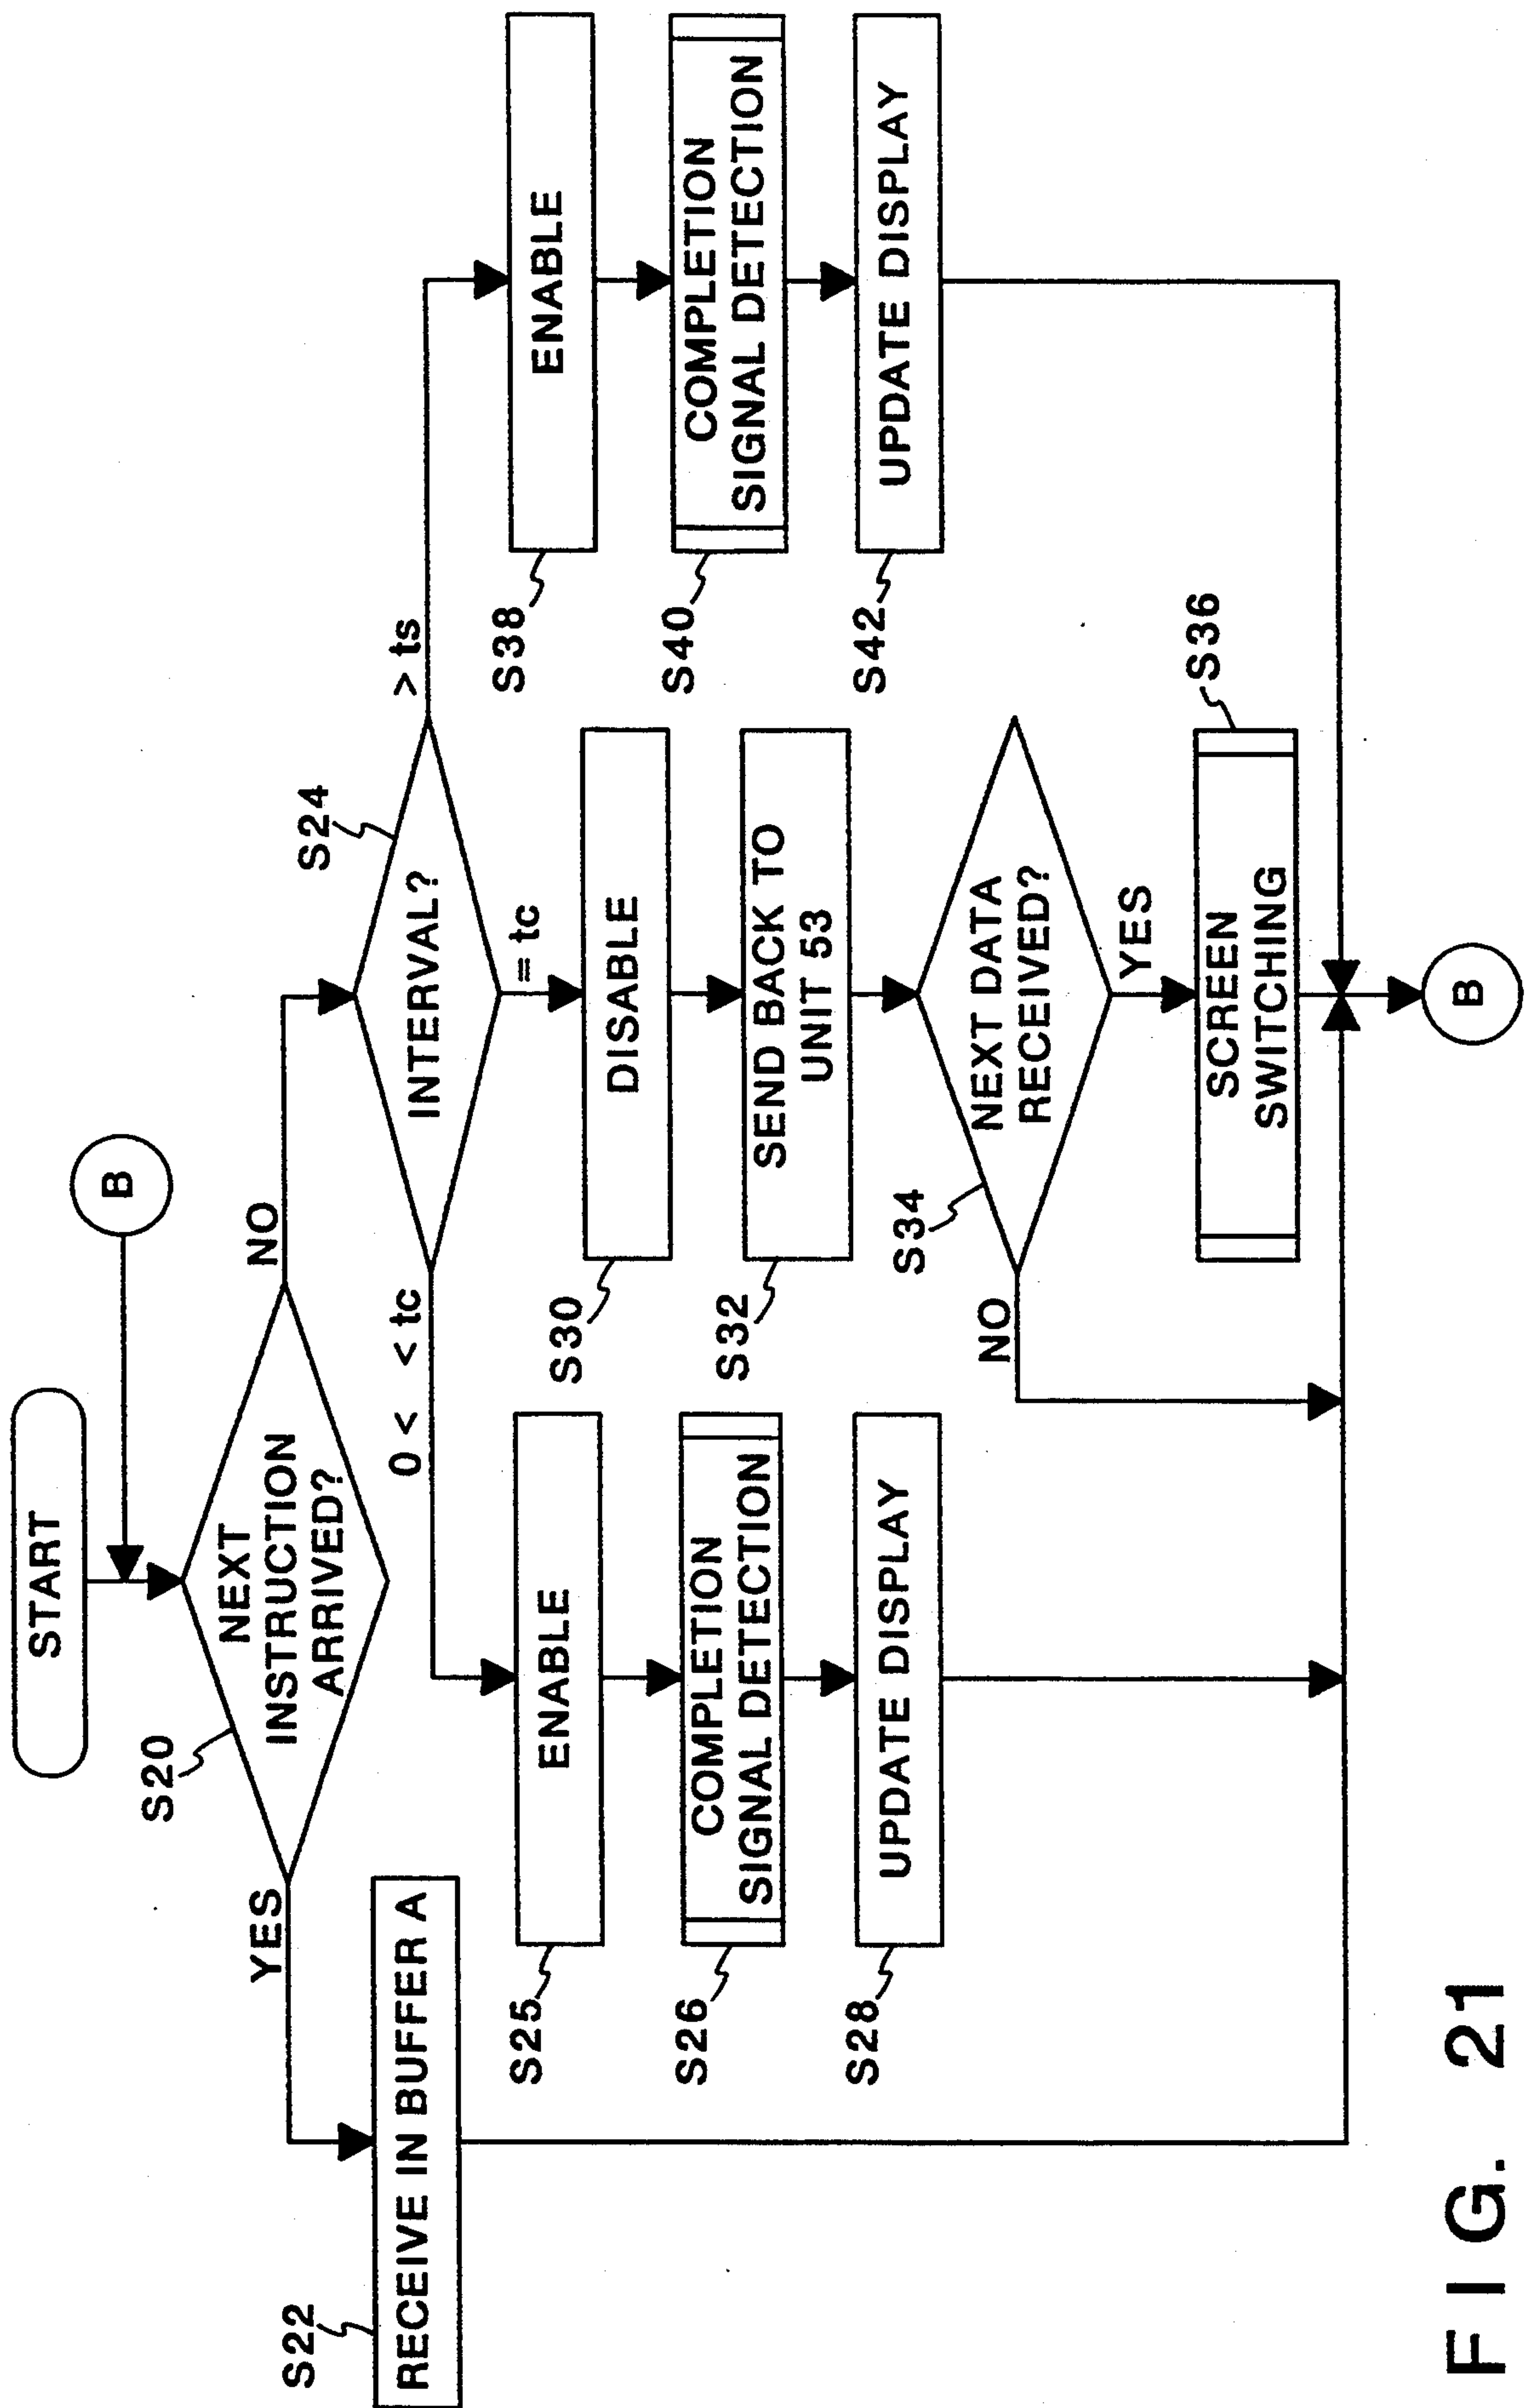 START
B
S20
NEXT
INSTRUCTION
ARRIVED?
YES
NO
S22
RECEIVE IN BUFFER A
S24
INTERVAL?
0 < < tc
= tc
> ts
S25
ENABLE
S26
COMPLETION
SIGNAL DETECTION
S28
UPDATE DISPLAY
S30
DISABLE
S32
SEND BACK TO
UNIT 53
S34
NEXT DATA
RECEIVED?
NO
YES
S36
SCREEN
SWITCHING
S38
ENABLE
S40
COMPLETION
SIGNAL DETECTION
S42
UPDATE DISPLAY
B
FIG. 21